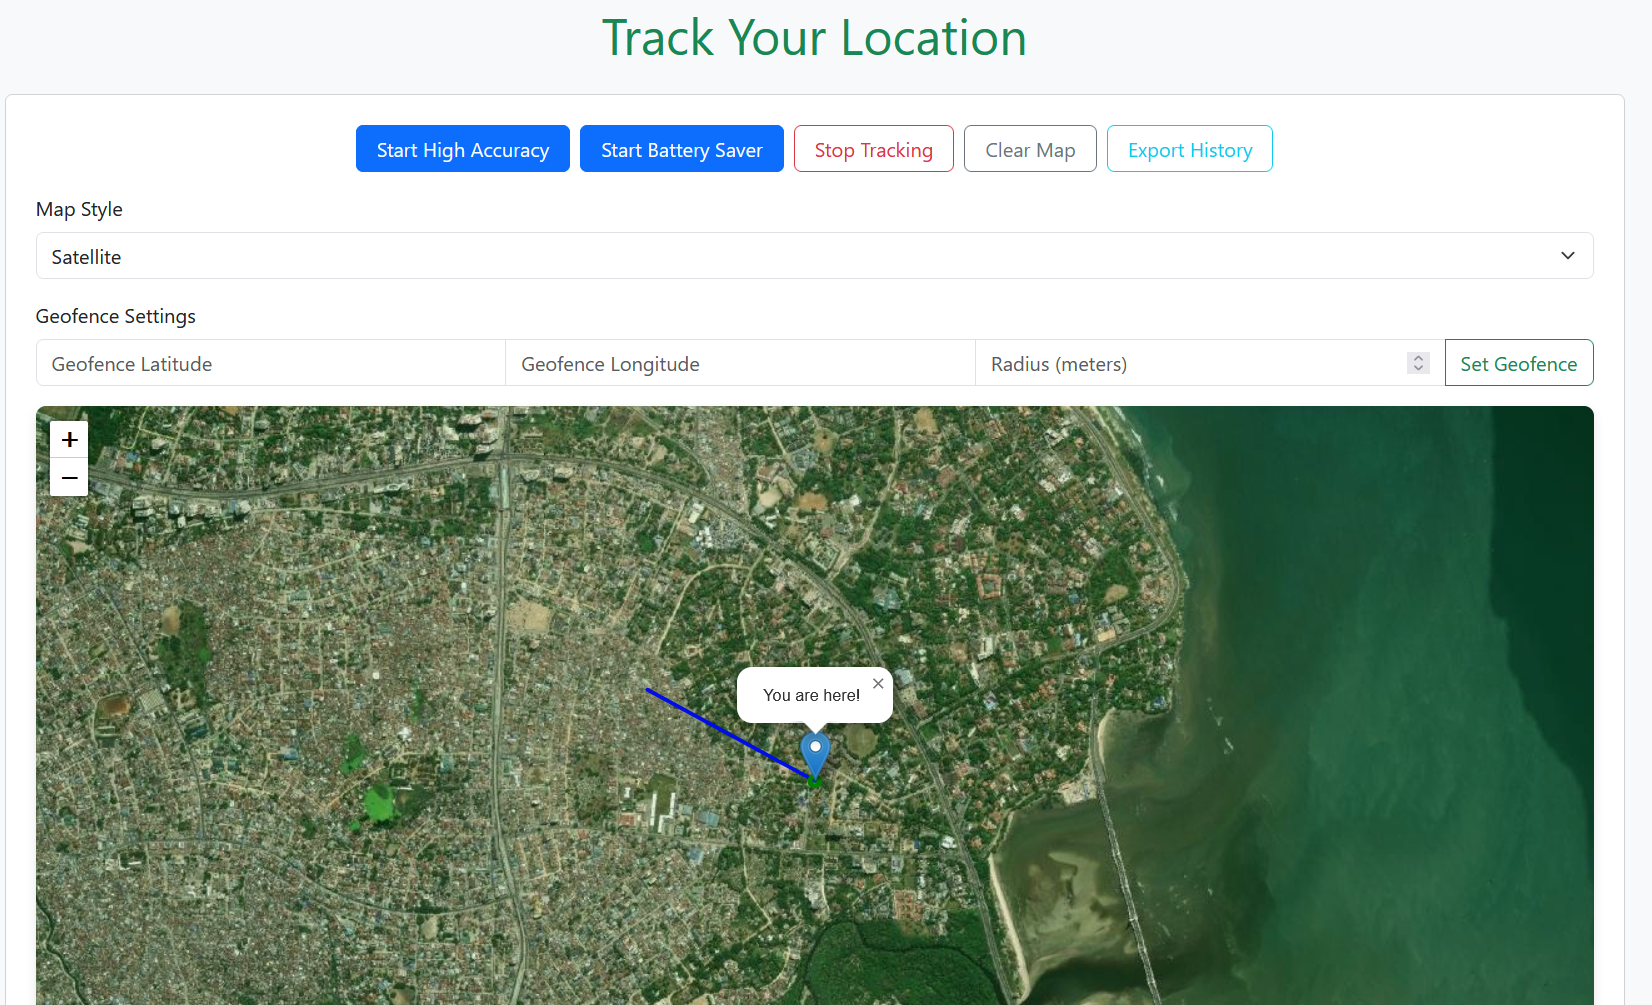 Track Your Location
Start High Accuracy Start Battery Saver Stop Tracking Clear Map Export History
Map Style
Satellite
Geofence Settings
Geofence Latitude Geofence Longitude Radius (meters) Set Geofence
+
−
You are here! ×